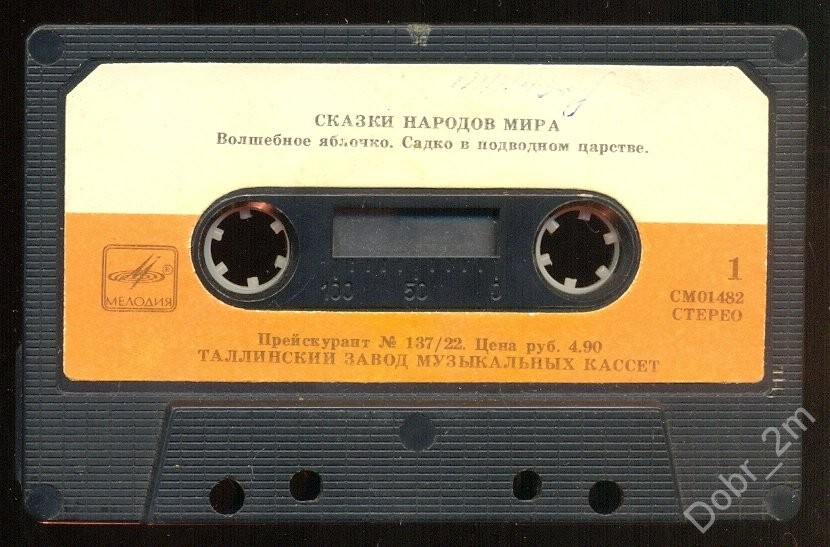 СКАЗКИ НАРОДОВ МИРА
Волшебное яблочко. Садко в подводном царстве.
МЕЛОДИЯ
100 50 0
1
СМ01482
СТЕРЕО
Прейскурант № 137/22. Цена руб. 4.90
ТАЛЛИНСКИЙ ЗАВОД МУЗЫКАЛЬНЫХ КАССЕТ
Dobr_2m